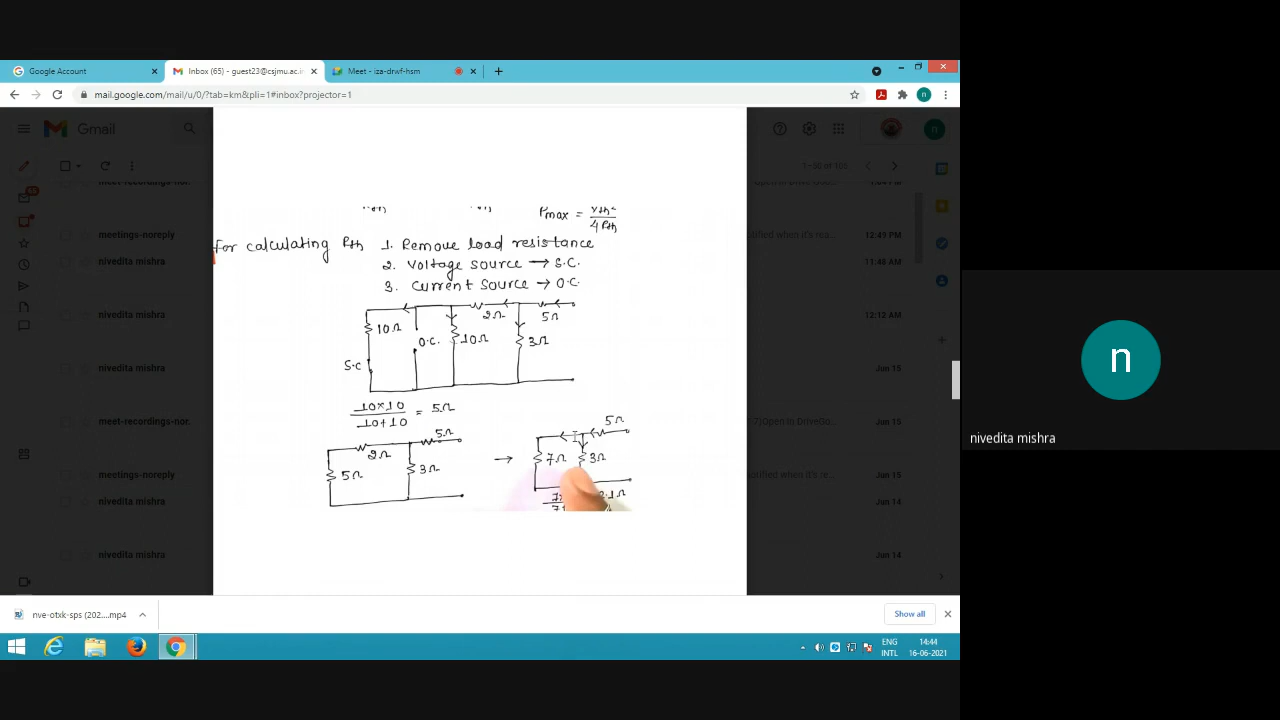 Google Account
Inbox (65) - guest23@csjmu.ac.i
Meet - iza-drwf-hsm
mail.google.com/mail/u/0/?tab=km&pli=1#inbox?projector=1
Gmail
1–50 of 100
meetings-noreply
12:49 PM
nivedita mishra
11:46 AM
nivedita mishra
12:12 AM
nivedita mishra
Jun 15
meet-recordings-nor.
Jun 15
nivedita mishra
Jun 14
nivedita mishra
Jun 14
Pmax = Vth²
4Rth
For calculating Rth 1. Remove load resistance
2. Voltage source → S.C.
3. Current source → O.C.
10Ω
O.C.
10Ω
2Ω
5Ω
3Ω
S.C
10×10
10+10
= 5Ω
5Ω
2Ω
5Ω
3Ω
→
5Ω
7Ω
3Ω
n
nivedita mishra
nve-otxk-sps (202....mp4
Show all
ENG
INTL
14:44
16-06-2021